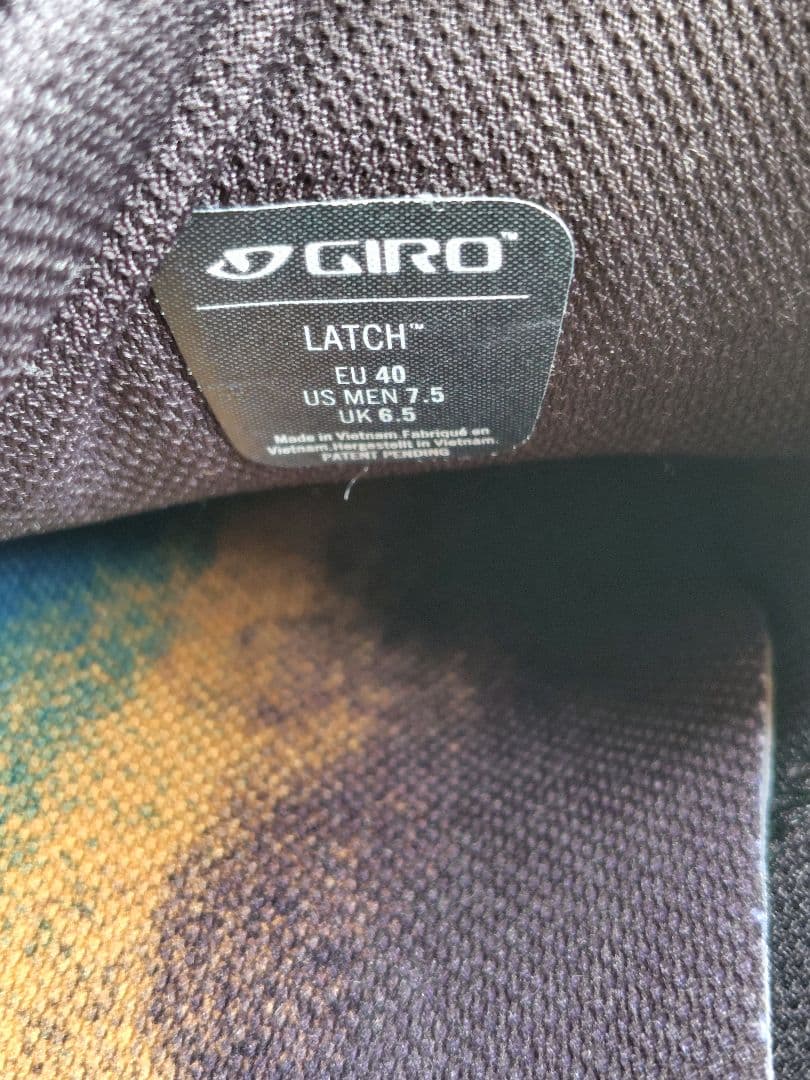 GIRO™
LATCH™
EU 40
US MEN 7.5
UK 6.5
Made in Vietnam.Fabriqué en
Vietnam.Hergestellt in Vietnam.
PATENT PENDING